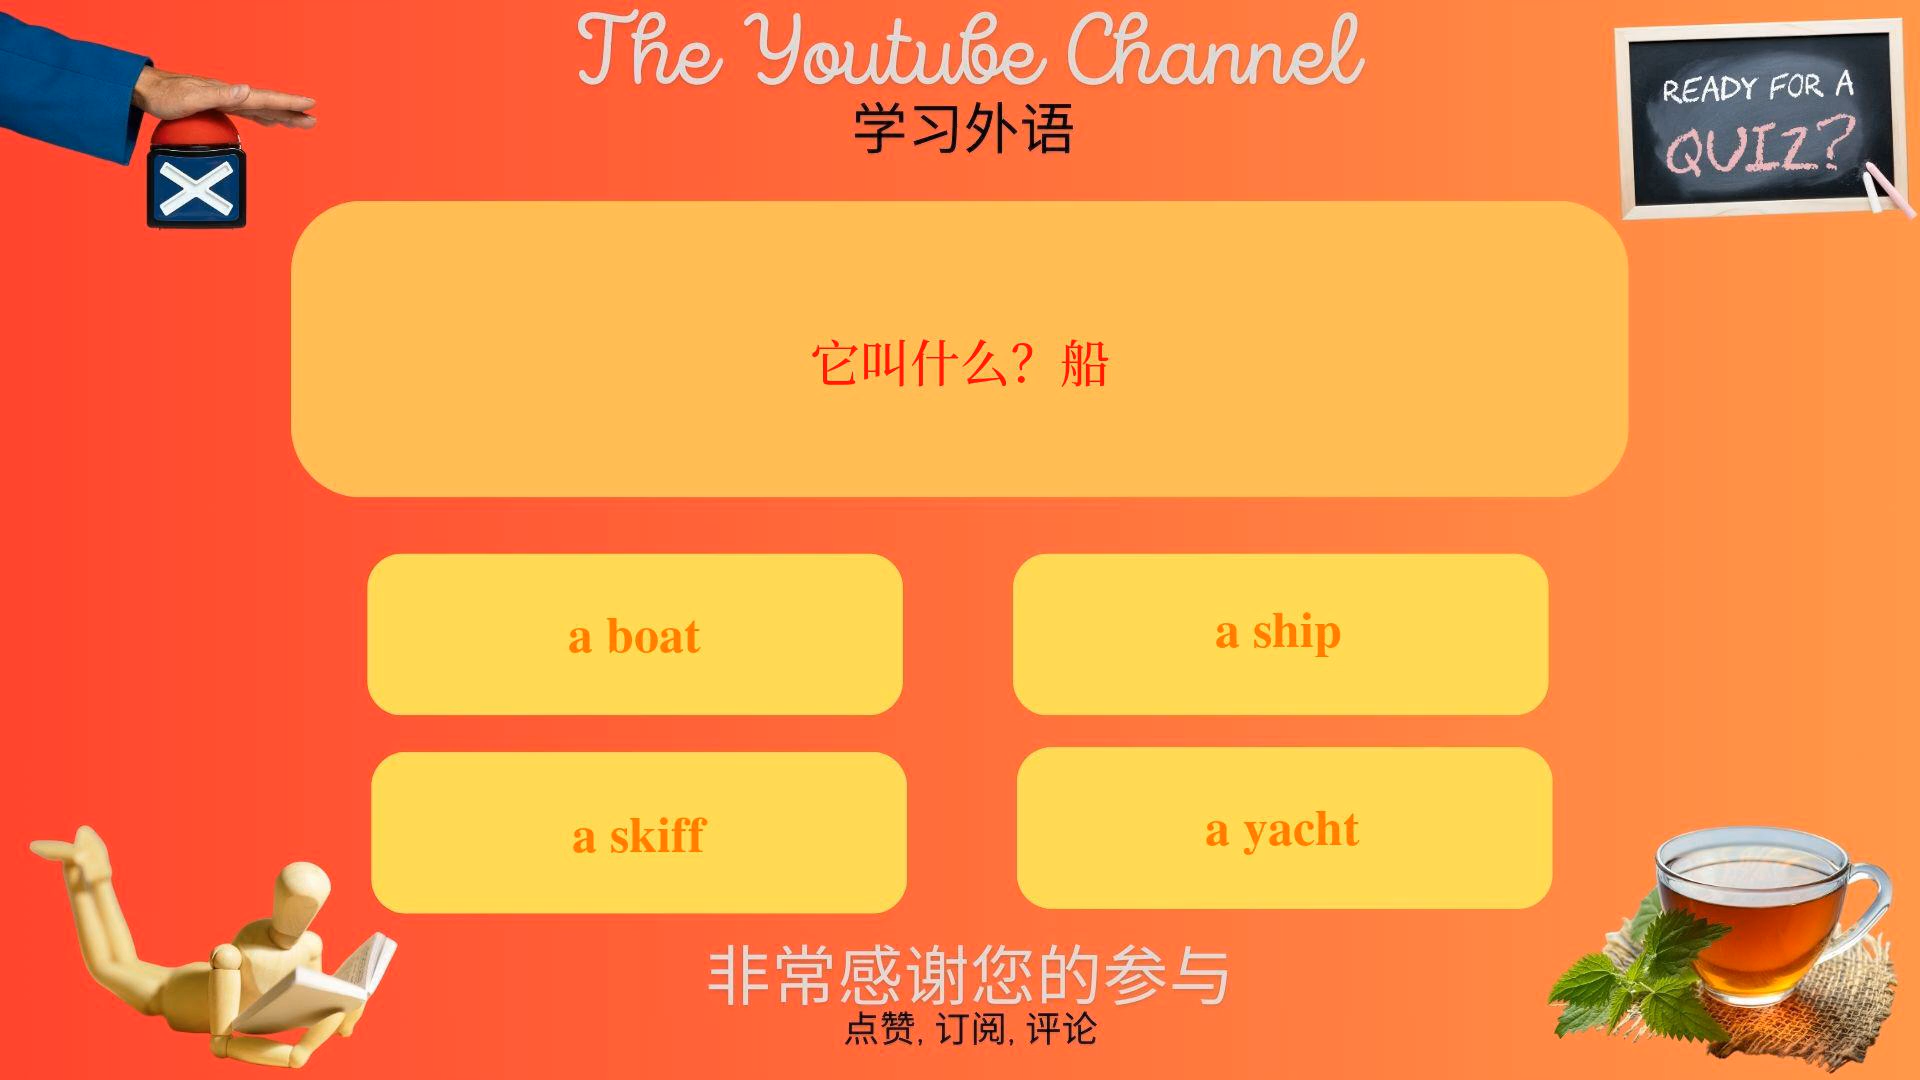 The Youtube Channel
学习外语
READY FOR A
QUIZ?
它叫什么？船
a boat
a ship
a skiff
a yacht
非常感谢您的参与
点赞, 订阅, 评论